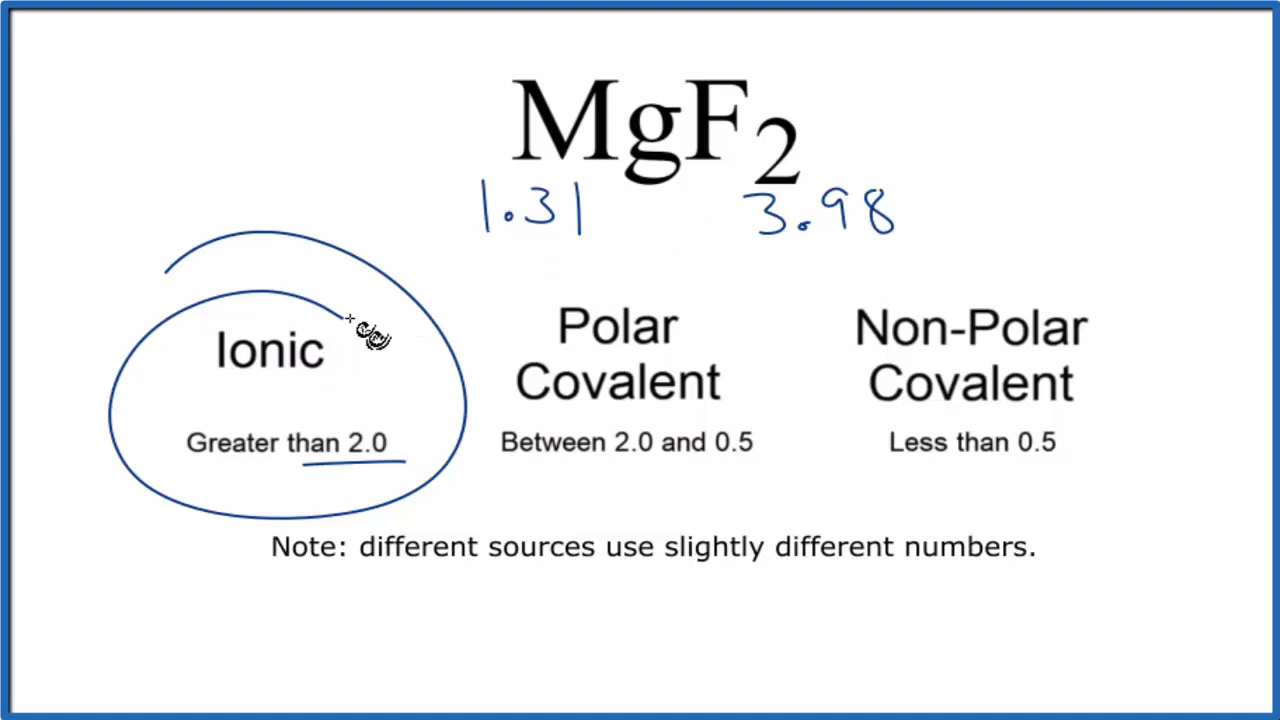 MgF2
1.31 3.98
Ionic
Greater than 2.0
Polar
Covalent
Between 2.0 and 0.5
Non-Polar
Covalent
Less than 0.5
Note: different sources use slightly different numbers.